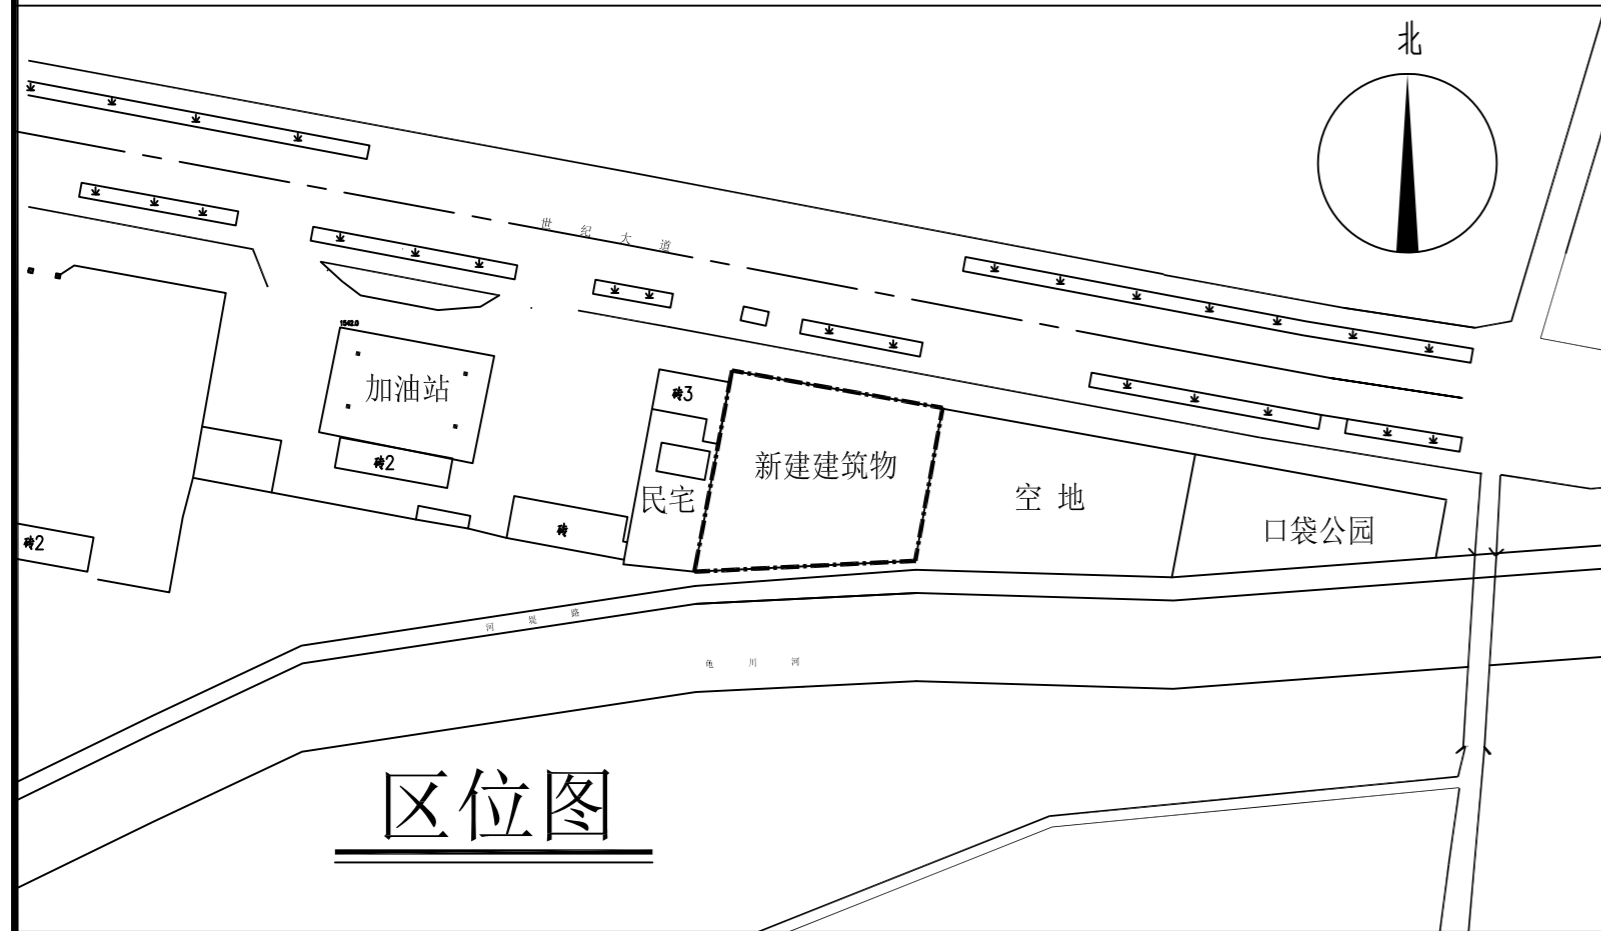 北
世纪大道
1542.0
加油站
砖3
砖2
新建建筑物
民宅
空地
口袋公园
砖
砖2
河堤路
龟川河
区位图